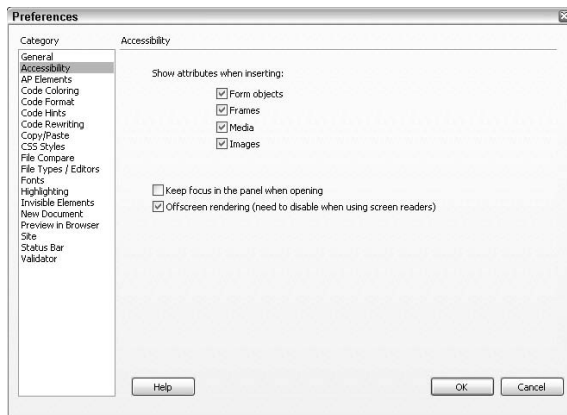 Preferences
Category
Accessibility
General
Accessibility
AP Elements
Code Coloring
Code Format
Code Hints
Code Rewriting
Copy/Paste
CSS Styles
File Compare
File Types / Editors
Fonts
Highlighting
Invisible Elements
New Document
Preview in Browser
Site
Status Bar
Validator
Show attributes when inserting:
Form objects
Frames
Media
Images
Keep focus in the panel when opening
Offscreen rendering (need to disable when using screen readers)
Help
OK
Cancel